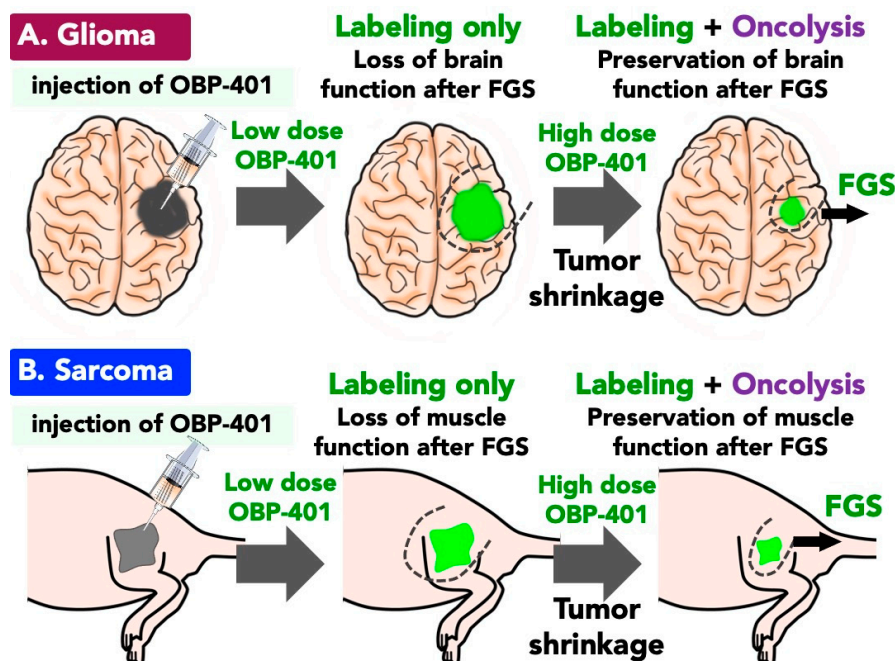 A. Glioma
injection of OBP-401
Low dose
OBP-401
Labeling only
Loss of brain
function after FGS
High dose
OBP-401
Tumor
shrinkage
Labeling + Oncolysis
Preservation of brain
function after FGS
FGS
B. Sarcoma
injection of OBP-401
Low dose
OBP-401
Labeling only
Loss of muscle
function after FGS
High dose
OBP-401
Tumor
shrinkage
Labeling + Oncolysis
Preservation of muscle
function after FGS
FGS